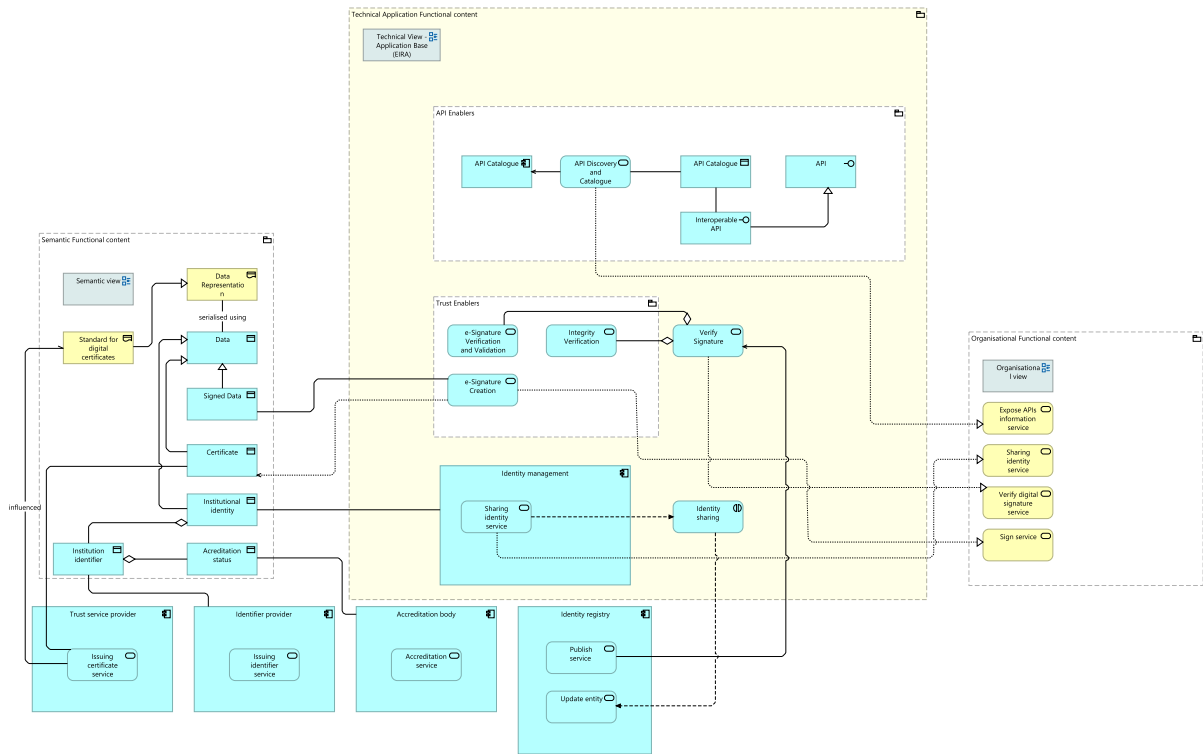 Technical Application Functional content
Technical View -
Application Base
(EIRA)
API Enablers
API Catalogue
API Discovery
and
Catalogue
API Catalogue
API
Interoperable
API
Semantic Functional content
Semantic view
Data
Representatio
n
serialised using
Standard for
digital
certificates
Data
Signed Data
Certificate
Institutional
identity
influenced
Institution
identifier
Acreditation
status
Trust Enablers
e-Signature
Verification
and Validation
Integrity
Verification
Verify
Signature
e-Signature
Creation
Identity management
Sharing
identity
service
Identity
sharing
Organisational Functional content
Organisationa
l view
Expose APIs
information
service
Sharing
identity
service
Verify digital
signature
service
Sign service
Trust service provider
Issuing
certificate
service
Identifier provider
Issuing
identifier
service
Accreditation body
Accreditation
service
Identity registry
Publish
service
Update entity